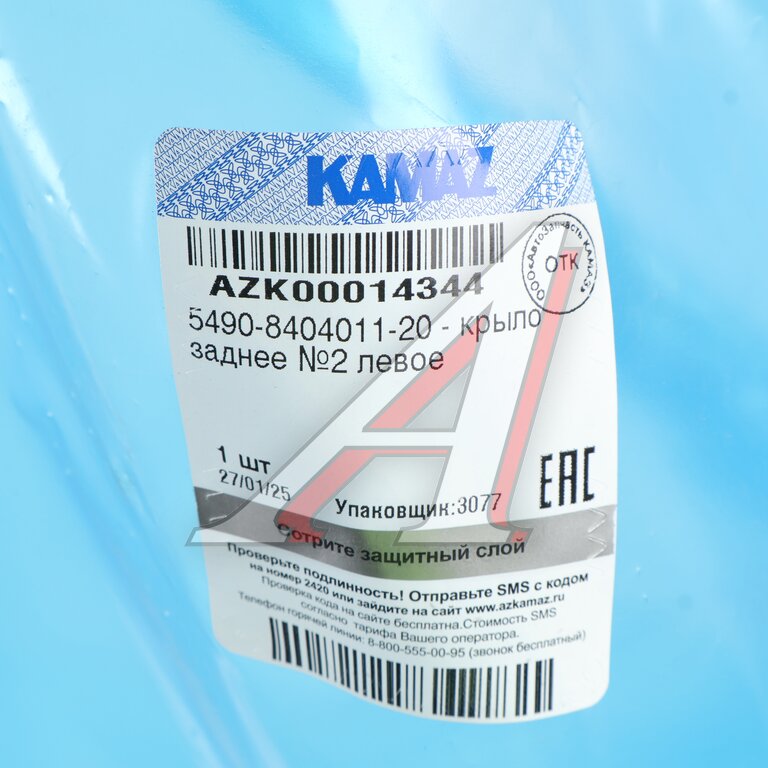 KAMAZ
AZK00014344
ООО «АвтоЗапчасть КАМАЗ»
ОТК
5490-8404011-20 - крыло
заднее №2 левое
1 шт
27/01/25
Упаковщик:3077
EAC
Сотрите защитный слой
Проверьте подлинность! Отправьте SMS с кодом
на номер 2420 или зайдите на сайт www.azkamaz.ru
Проверка кода на сайте бесплатна.Стоимость SMS
согласно тарифа Вашего оператора.
Телефон горячей линии: 8-800-555-00-95 (звонок бесплатный)